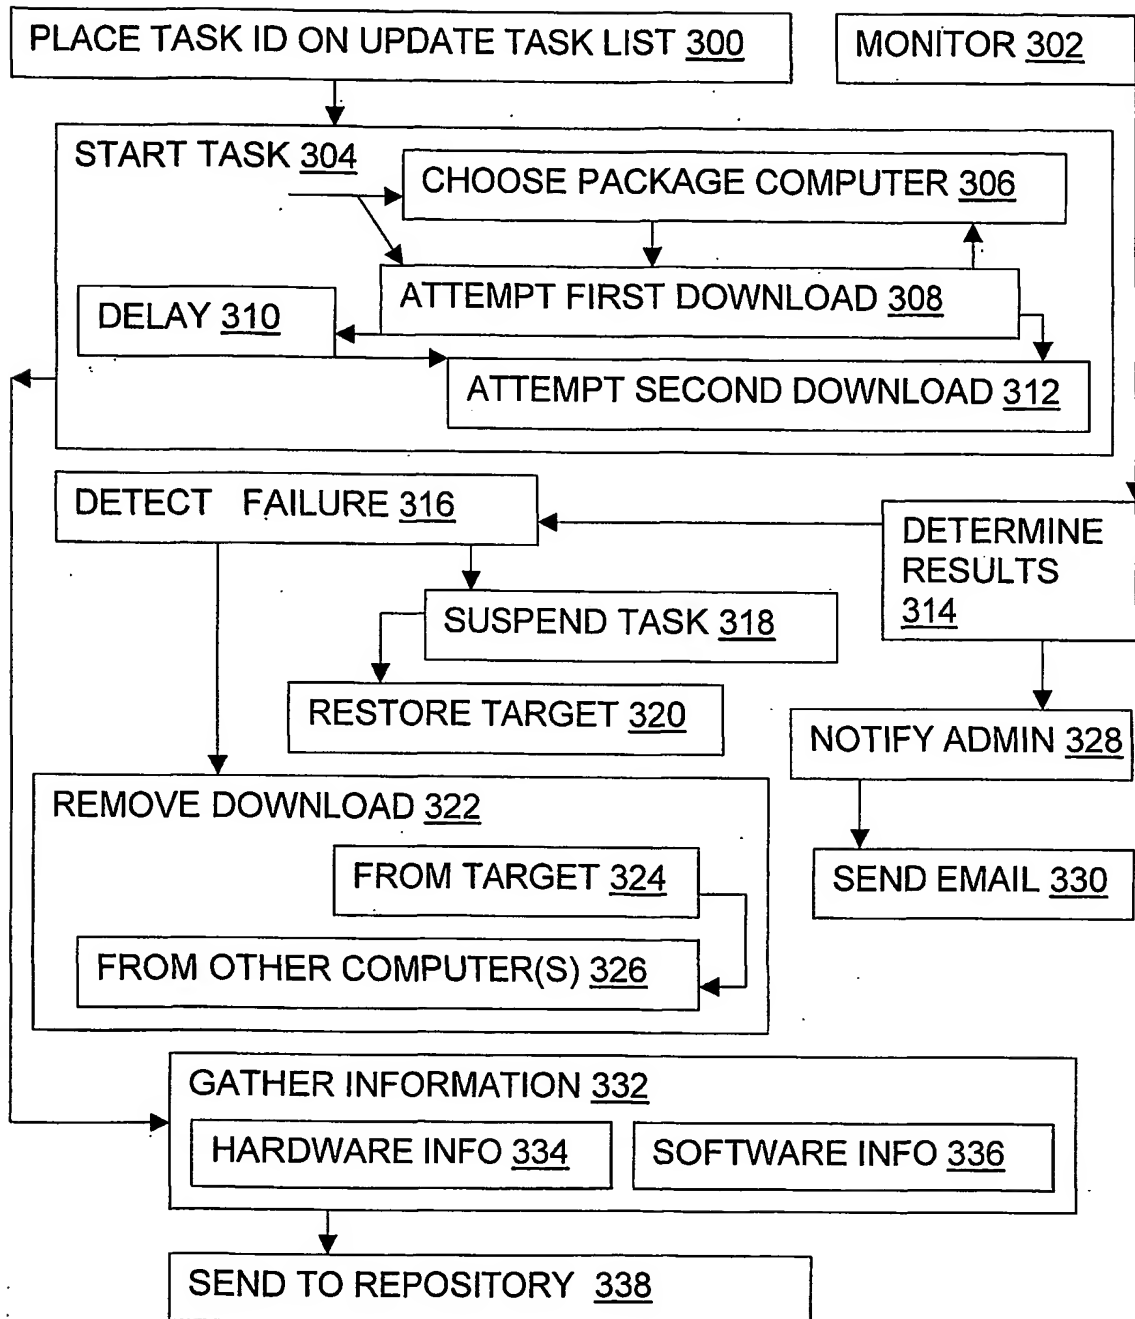 PLACE TASK ID ON UPDATE TASK LIST 300
MONITOR 302
START TASK 304
CHOOSE PACKAGE COMPUTER 306
ATTEMPT FIRST DOWNLOAD 308
DELAY 310
ATTEMPT SECOND DOWNLOAD 312
DETECT FAILURE 316
DETERMINE
RESULTS
314
SUSPEND TASK 318
RESTORE TARGET 320
NOTIFY ADMIN 328
REMOVE DOWNLOAD 322
FROM TARGET 324
SEND EMAIL 330
FROM OTHER COMPUTER(S) 326
GATHER INFORMATION 332
HARDWARE INFO 334
SOFTWARE INFO 336
SEND TO REPOSITORY 338